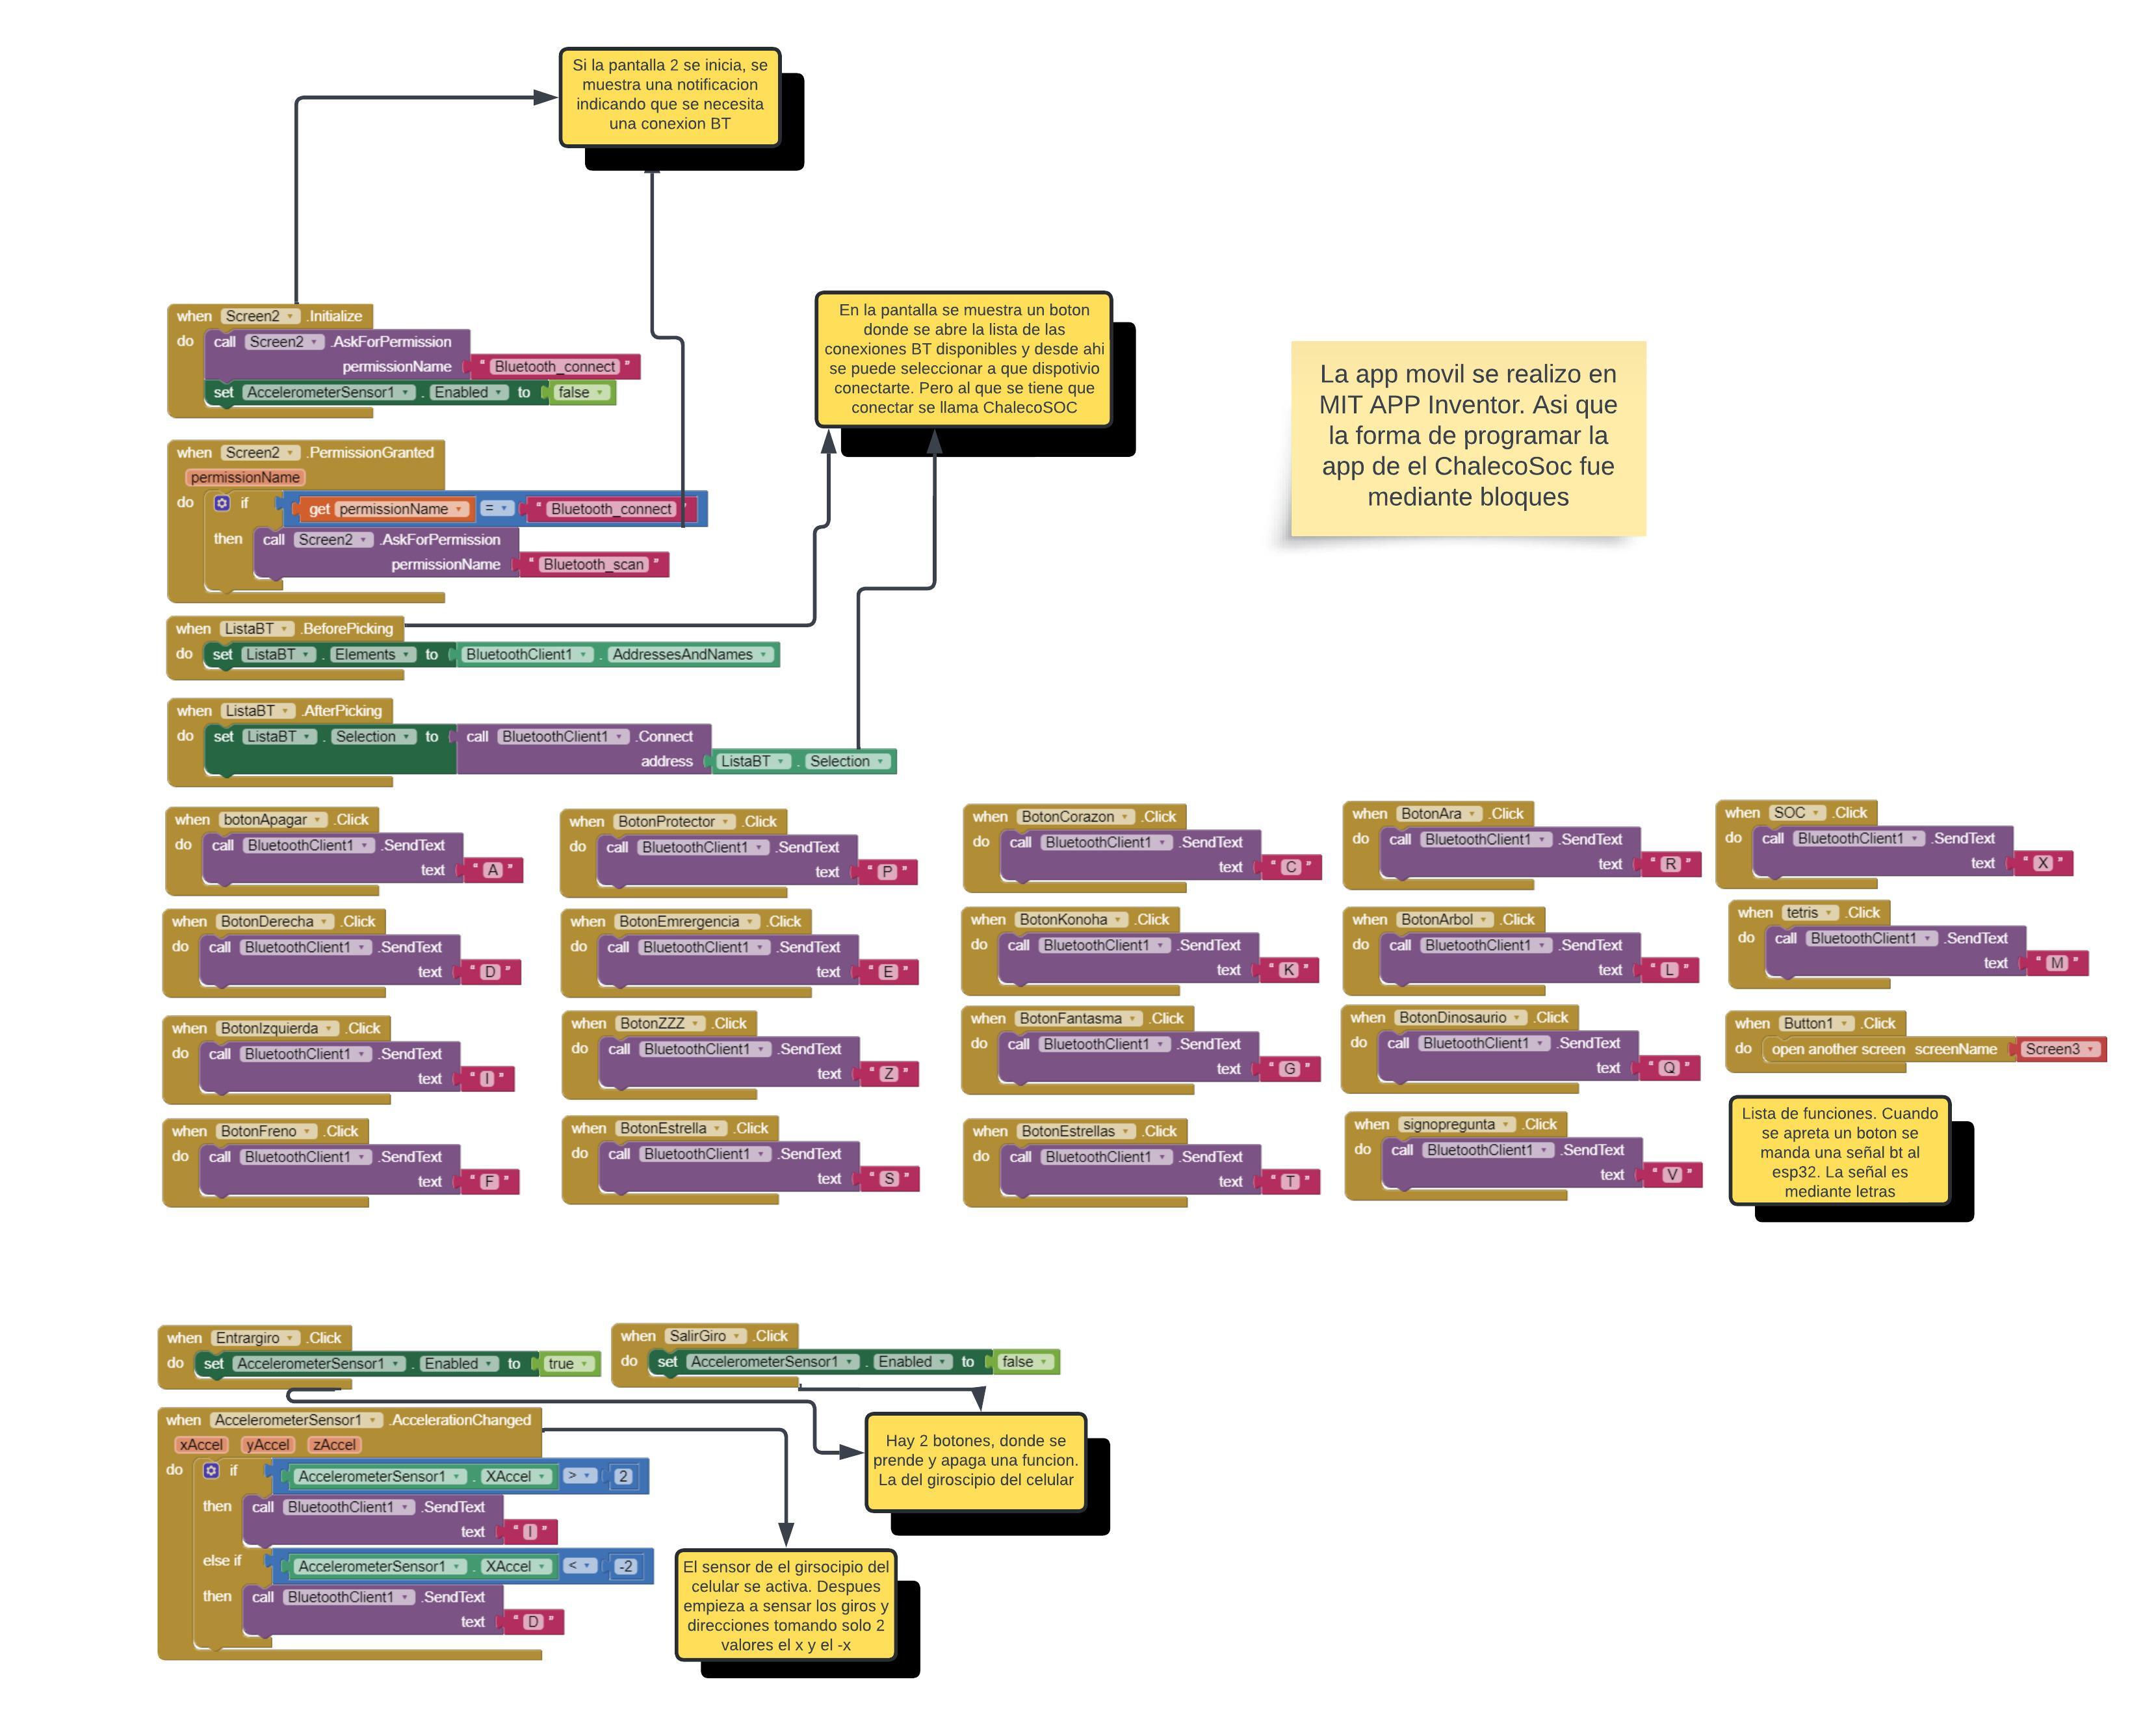 Si la pantalla 2 se inicia, se
muestra una notificacion
indicando que se necesita
una conexion BT
when Screen2 .Initialize
do call Screen2 .AskForPermission
permissionName " Bluetooth_connect "
set AccelerometerSensor1 . Enabled to false
En la pantalla se muestra un boton
donde se abre la lista de las
conexiones BT disponibles y desde ahi
se puede seleccionar a que dispotivio
conectarte. Pero al que se tiene que
conectar se llama ChalecoSOC
La app movil se realizo en
MIT APP Inventor. Asi que
la forma de programar la
app de el ChalecoSoc fue
mediante bloques
when Screen2 .PermissionGranted
permissionName
do if get permissionName = " Bluetooth_connect "
then call Screen2 .AskForPermission
permissionName " Bluetooth_scan "
when ListaBT .BeforePicking
do set ListaBT . Elements to BluetoothClient1 . AddressesAndNames
when ListaBT .AfterPicking
do set ListaBT . Selection to call BluetoothClient1 .Connect
address ListaBT . Selection
when botonApagar .Click
do call BluetoothClient1 .SendText
text " A "
when BotonProtector .Click
do call BluetoothClient1 .SendText
text " P "
when BotonCorazon .Click
do call BluetoothClient1 .SendText
text " C "
when BotonAra .Click
do call BluetoothClient1 .SendText
text " R "
when SOC .Click
do call BluetoothClient1 .SendText
text " X "
when BotonDerecha .Click
do call BluetoothClient1 .SendText
text " D "
when BotonEmrergencia .Click
do call BluetoothClient1 .SendText
text " E "
when BotonKonoha .Click
do call BluetoothClient1 .SendText
text " K "
when BotonArbol .Click
do call BluetoothClient1 .SendText
text " L "
when tetris .Click
do call BluetoothClient1 .SendText
text " M "
when BotonIzquierda .Click
do call BluetoothClient1 .SendText
text " I "
when BotonZZZ .Click
do call BluetoothClient1 .SendText
text " Z "
when BotonFantasma .Click
do call BluetoothClient1 .SendText
text " G "
when BotonDinosaurio .Click
do call BluetoothClient1 .SendText
text " Q "
when Button1 .Click
do open another screen screenName Screen3
when BotonFreno .Click
do call BluetoothClient1 .SendText
text " F "
when BotonEstrella .Click
do call BluetoothClient1 .SendText
text " S "
when BotonEstrellas .Click
do call BluetoothClient1 .SendText
text " T "
when signopregunta .Click
do call BluetoothClient1 .SendText
text " V "
Lista de funciones. Cuando
se apreta un boton se
manda una señal bt al
esp32. La señal es
mediante letras
when Entrargiro .Click
do set AccelerometerSensor1 . Enabled to true
when SalirGiro .Click
do set AccelerometerSensor1 . Enabled to false
when AccelerometerSensor1 .AccelerationChanged
xAccel yAccel zAccel
do if AccelerometerSensor1 . XAccel > 2
then call BluetoothClient1 .SendText
text " I "
else if AccelerometerSensor1 . XAccel < -2
then call BluetoothClient1 .SendText
text " D "
Hay 2 botones, donde se
prende y apaga una funcion.
La del giroscipio del celular
El sensor de el girsocipio del
celular se activa. Despues
empieza a sensar los giros y
direcciones tomando solo 2
valores el x y el -x